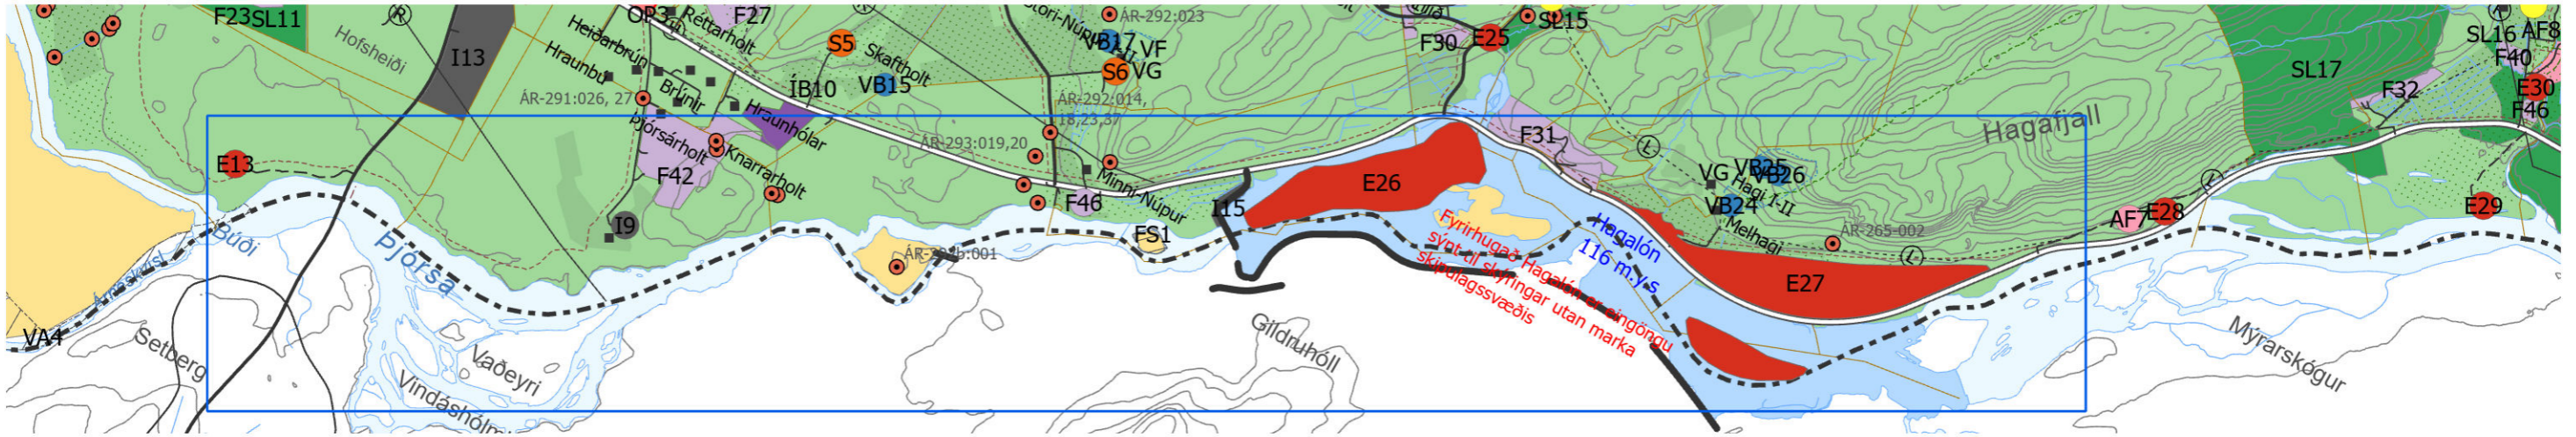 F23
SL11
Hofsheiði
I13
OP3
Réttarholt
F27
Heiðarbrún
Hraunbú
Brúnir
ÁR-291:026, 27
S5
Skaftholt
VB15
ÍB10
Hraunhólar
Þjórsárholt
Knarrarholt
F42
I9
E13
Búði
Þjórsá
VA4
Setberg
Vaðeyri
ÁR-292:023
VB17
VF
S6
VG
ÁR-292:014,
18,23,37
ÁR-293:019,20
F46
Minni-Núpur
FS1
I15
Gildruhóll
F30
E25
SL15
F31
E26
Fyrirhugað Hagalón er eingöngu
sýnt til skýringar utan marka
skipulagssvæðis
Hagalón
116 m.y.s
VG
VB25
VB26
Hagi I-II
VB24
Melhagi
ÁR-265-002
E27
Hagafjall
SL17
F32
SL16
AF8
F40
E30
F46
AF7
E28
E29
Mýrarskógur